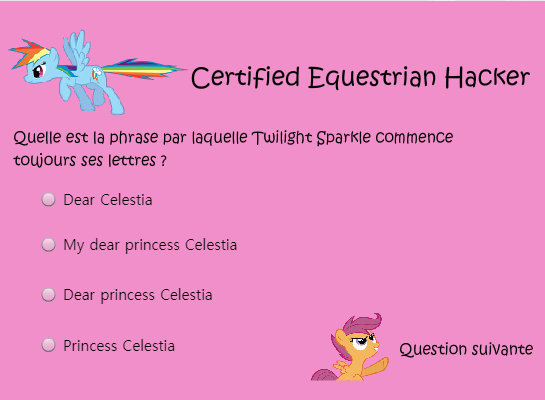 Certified Equestrian Hacker
Quelle est la phrase par laquelle Twilight Sparkle commence
toujours ses lettres ?
Dear Celestia
My dear princess Celestia
Dear princess Celestia
Princess Celestia
Question suivante